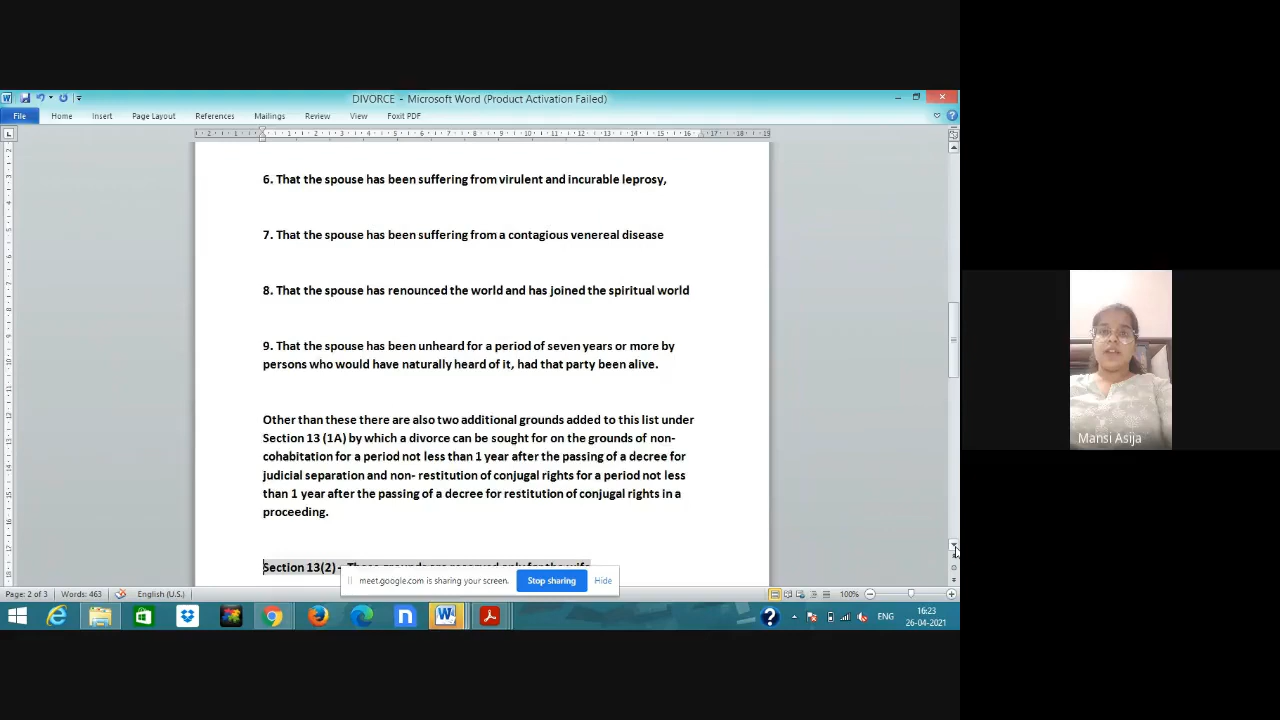 DIVORCE - Microsoft Word (Product Activation Failed)
File Home Insert Page Layout References Mailings Review View Foxit PDF
6. That the spouse has been suffering from virulent and incurable leprosy,
7. That the spouse has been suffering from a contagious venereal disease
8. That the spouse has renounced the world and has joined the spiritual world
9. That the spouse has been unheard for a period of seven years or more by
persons who would have naturally heard of it, had that party been alive.
Other than these there are also two additional grounds added to this list under
Section 13 (1A) by which a divorce can be sought for on the grounds of non-
cohabitation for a period not less than 1 year after the passing of a decree for
judicial separation and non- restitution of conjugal rights for a period not less
than 1 year after the passing of a decree for restitution of conjugal rights in a
proceeding.
Section 13(2) - These grounds are reserved only for the wife
meet.google.com is sharing your screen. Stop sharing Hide
Page: 2 of 3 Words: 463 English (U.S.) 100%
ENG 16:23
26-04-2021
Mansi Asija